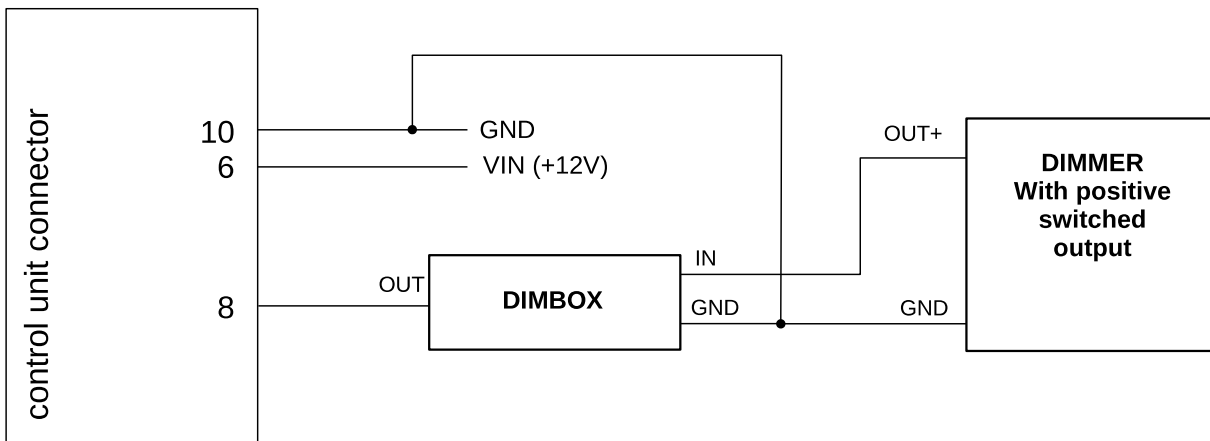 control unit connector
10
GND
6
VIN (+12V)
8
OUT
DIMBOX
IN
GND
OUT+
GND
DIMMER
With positive
switched
output